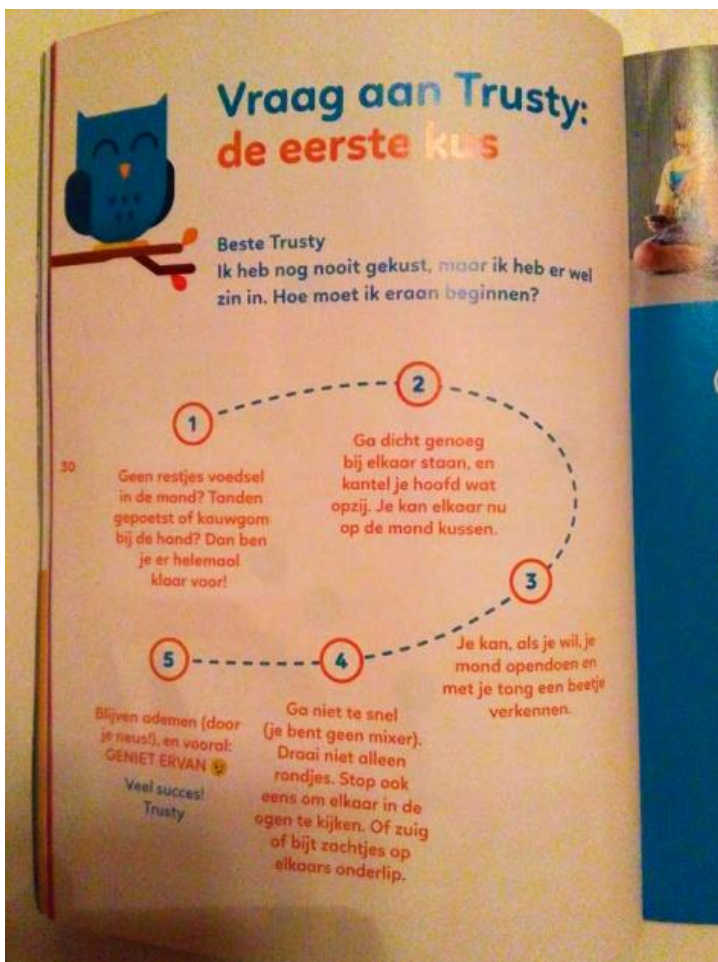 Vraag aan Trusty:
de eerste kus
Beste Trusty
Ik heb nog nooit gekust, maar ik heb er wel
zin in. Hoe moet ik eraan beginnen?
1
Geen restjes voedsel
in de mond? Tanden
gepoetst of kauwgom
bij de hand? Dan ben
je er helemaal
klaar voor!
2
Ga dicht genoeg
bij elkaar staan, en
kantel je hoofd wat
opzij. Je kan elkaar nu
op de mond kussen.
3
Je kan, als je wil, je
mond opendoen en
met je tong een beetje
verkennen.
4
Ga niet te snel
(je bent geen mixer).
Draai niet alleen
rondjes. Stop ook
eens om elkaar in de
ogen te kijken. Of zuig
of bijt zachtjes op
elkaars onderlip.
5
Blijven ademen (door
je neus!), en vooral:
GENIET ERVAN 😉
Veel succes!
Trusty
30